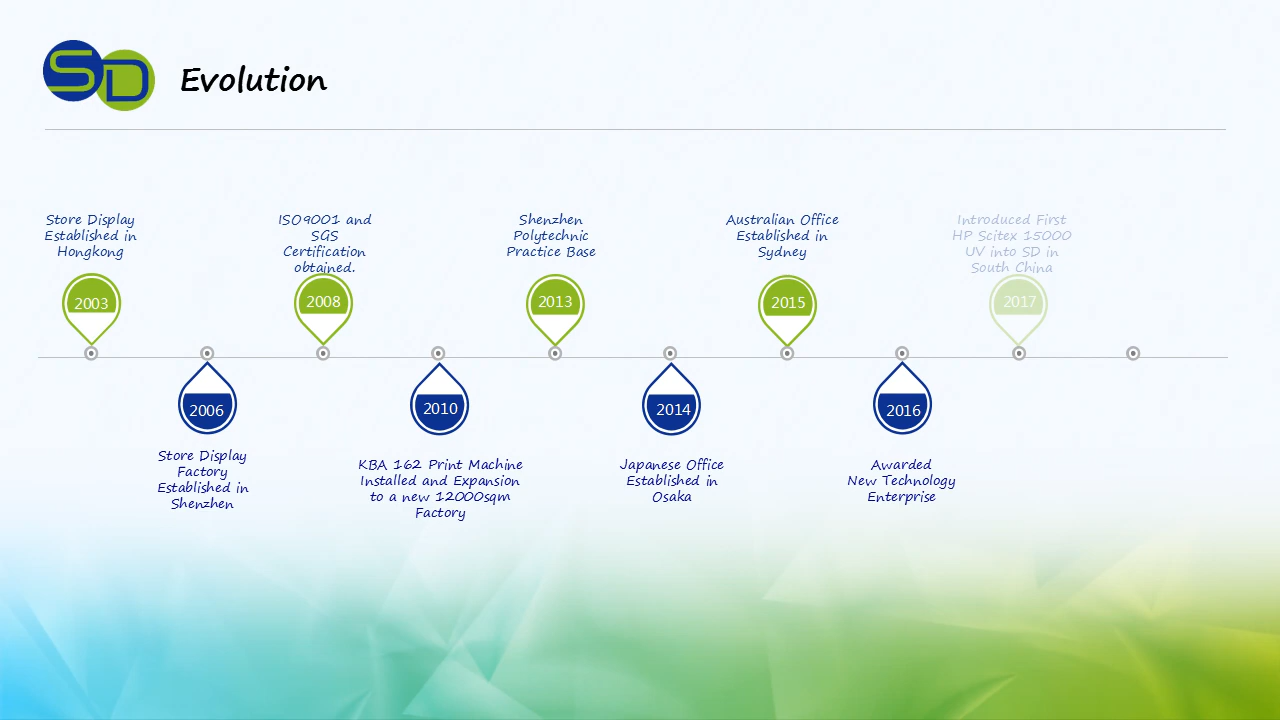 SD
Evolution
Store Display
Established in
Hongkong
2003
Store Display
Factory
Established in
Shenzhen
2006
ISO9001 and
SGS
Certification
obtained.
2008
KBA 162 Print Machine
Installed and Expansion
to a new 12000sqm
Factory
2010
Shenzhen
Polytechnic
Practice Base
2013
Japanese Office
Established in
Osaka
2014
Australian Office
Established in
Sydney
2015
Awarded
New Technology
Enterprise
2016
Introduced First
HP Scitex 15000
UV into SD in
South China
2017